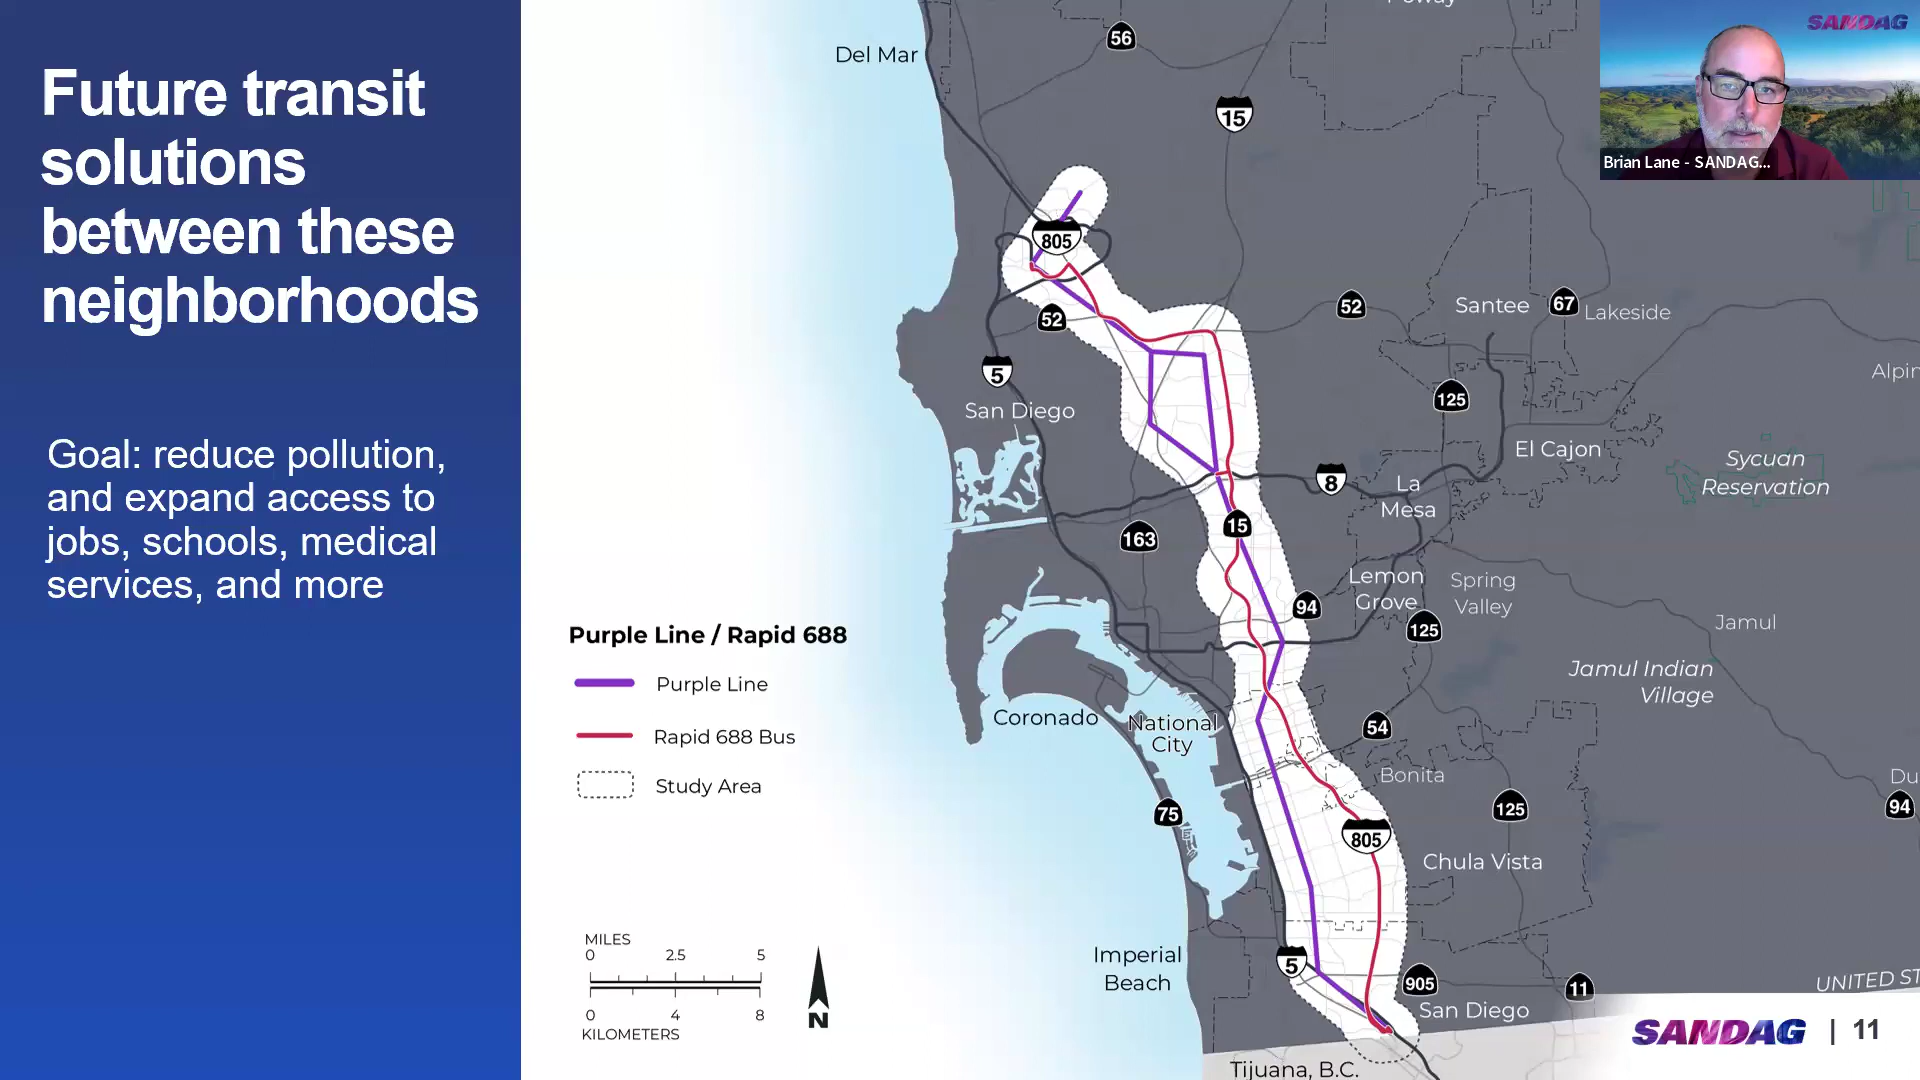 Future transit
solutions
between these
neighborhoods
Goal: reduce pollution,
and expand access to
jobs, schools, medical
services, and more
Purple Line / Rapid 688
Purple Line
Rapid 688 Bus
Study Area
MILES
0 2.5 5
0 4 8
KILOMETERS
N
Del Mar
56
15
805
52
5
San Diego
52
Santee
67
Lakeside
125
El Cajon
Sycuan
Reservation
8
La
Mesa
15
163
94
Lemon
Grove
Spring
Valley
125
Jamul
Jamul Indian
Village
Coronado
National
City
54
Bonita
75
125
94
805
Chula Vista
Imperial
Beach
5
905
San Diego
11
Tijuana, B.C.
SANDAG
Brian Lane - SANDAG...
SANDAG | 11